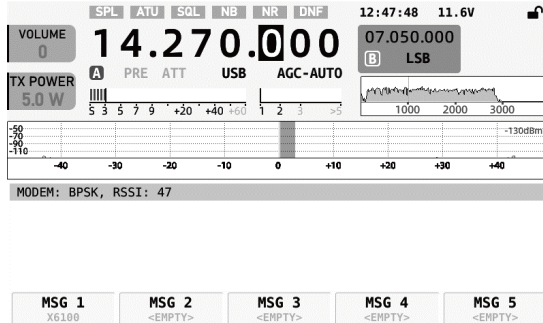 SPL ATU SQL NB NR DNF 12:47:48 11.6V
VOLUME
0
14.270.000
07.050.000
B LSB
A PRE ATT USB AGC-AUTO
TX POWER
5.0 W
S 3 5 7 9 +20 +40 +60 1 2 3 >5
1000 2000 3000
-50
-70
-90
-110
-130dBm
-40 -30 -20 -10 0 +10 +20 +30 +40
MODEM: BPSK, RSSI: 47
MSG 1 MSG 2 MSG 3 MSG 4 MSG 5
X6100 <EMPTY> <EMPTY> <EMPTY> <EMPTY>